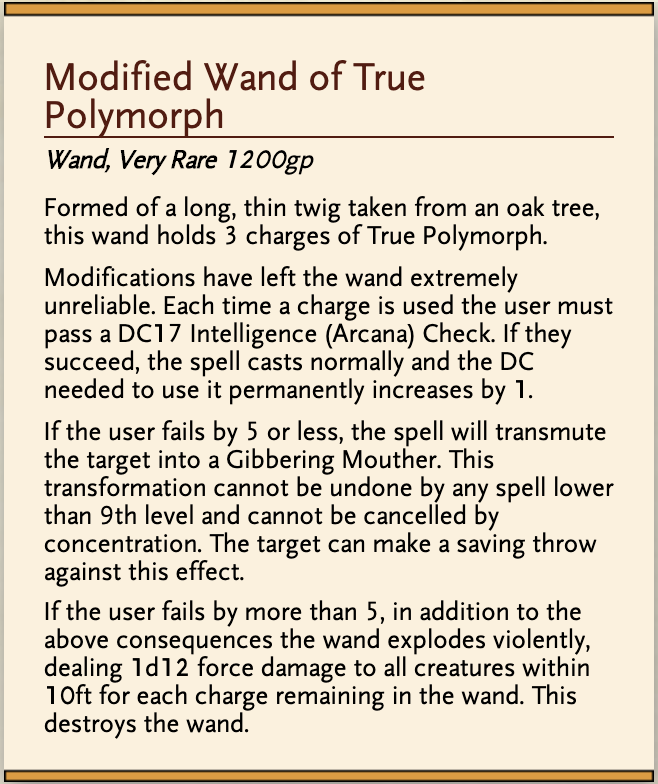 Modified Wand of True
Polymorph
Wand, Very Rare 1200gp
Formed of a long, thin twig taken from an oak tree,
this wand holds 3 charges of True Polymorph.
Modifications have left the wand extremely
unreliable. Each time a charge is used the user must
pass a DC17 Intelligence (Arcana) Check. If they
succeed, the spell casts normally and the DC
needed to use it permanently increases by 1.
If the user fails by 5 or less, the spell will transmute
the target into a Gibbering Mouther. This
transformation cannot be undone by any spell lower
than 9th level and cannot be cancelled by
concentration. The target can make a saving throw
against this effect.
If the user fails by more than 5, in addition to the
above consequences the wand explodes violently,
dealing 1d12 force damage to all creatures within
10ft for each charge remaining in the wand. This
destroys the wand.